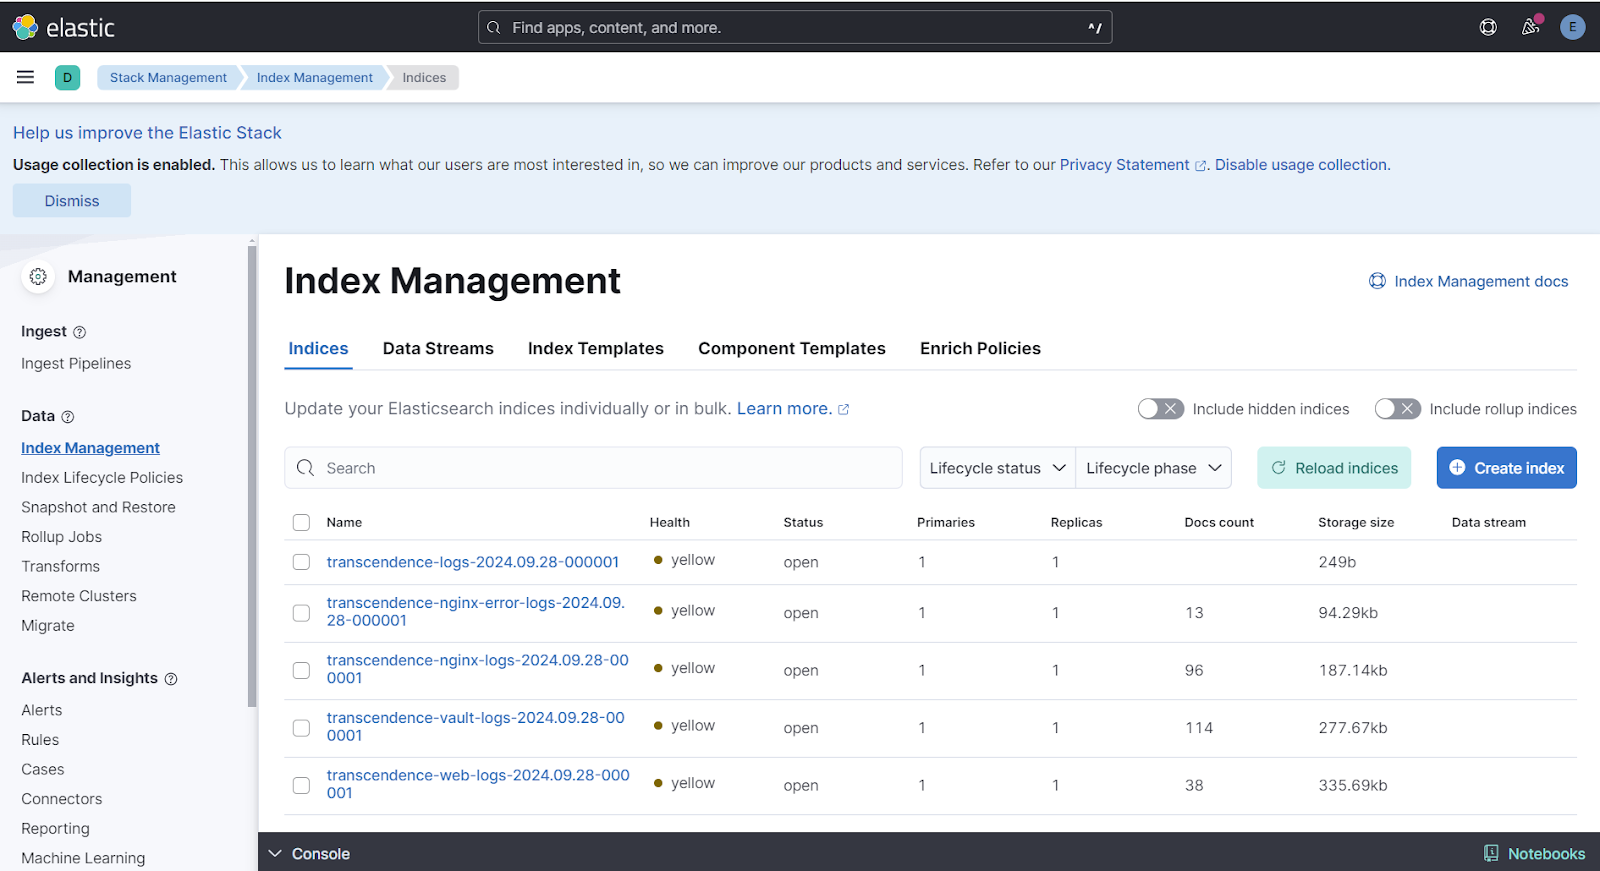 elastic
Find apps, content, and more.
^/
E
D
Stack Management
Index Management
Indices
Help us improve the Elastic Stack
Usage collection is enabled. This allows us to learn what our users are most interested in, so we can improve our products and services. Refer to our Privacy Statement. Disable usage collection.
Dismiss
Management
Ingest
Ingest Pipelines
Data
Index Management
Index Lifecycle Policies
Snapshot and Restore
Rollup Jobs
Transforms
Remote Clusters
Migrate
Alerts and Insights
Alerts
Rules
Cases
Connectors
Reporting
Machine Learning
Index Management
Index Management docs
Indices Data Streams Index Templates Component Templates Enrich Policies
Update your Elasticsearch indices individually or in bulk. Learn more.
Include hidden indices
Include rollup indices
Search
Lifecycle status
Lifecycle phase
Reload indices
Create index
Name Health Status Primaries Replicas Docs count Storage size Data stream
transcendence-logs-2024.09.28-000001 yellow open 1 1 249b
transcendence-nginx-error-logs-2024.09.
28-000001 yellow open 1 1 13 94.29kb
transcendence-nginx-logs-2024.09.28-00
0001 yellow open 1 1 96 187.14kb
transcendence-vault-logs-2024.09.28-00
0001 yellow open 1 1 114 277.67kb
transcendence-web-logs-2024.09.28-000
001 yellow open 1 1 38 335.69kb
Console
Notebooks